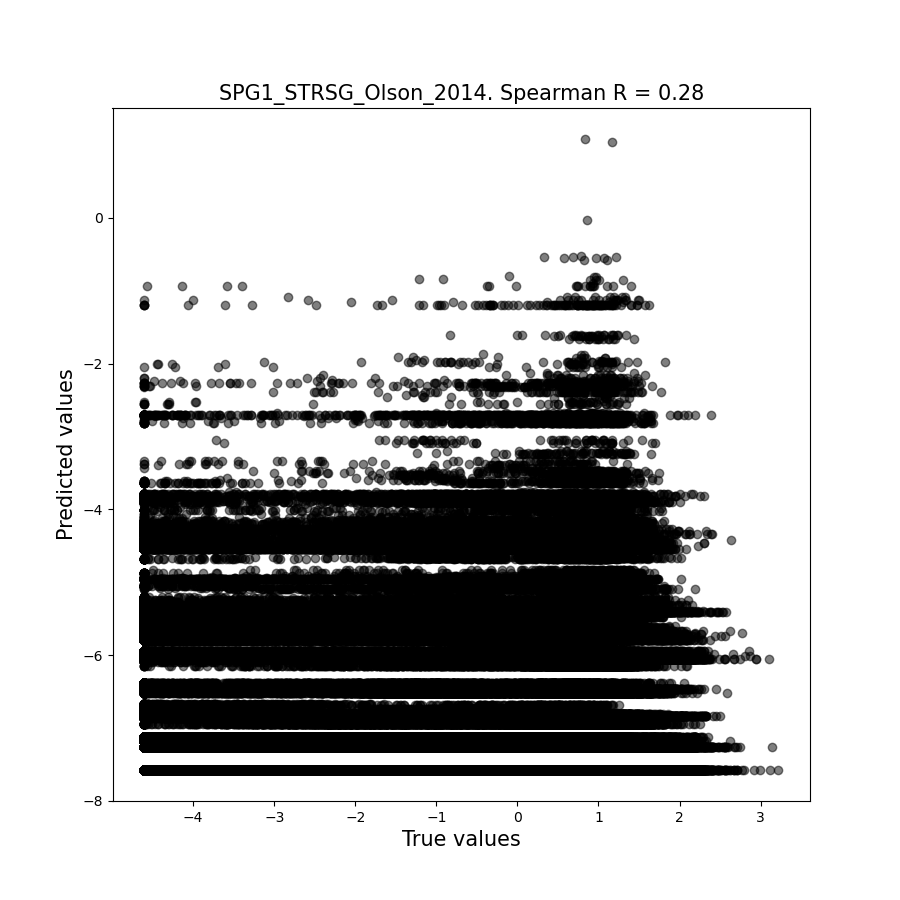 SPG1_STRSG_Olson_2014. Spearman R = 0.28
Predicted values
0
−2
−4
−6
−8
−4 −3 −2 −1 0 1 2 3
True values